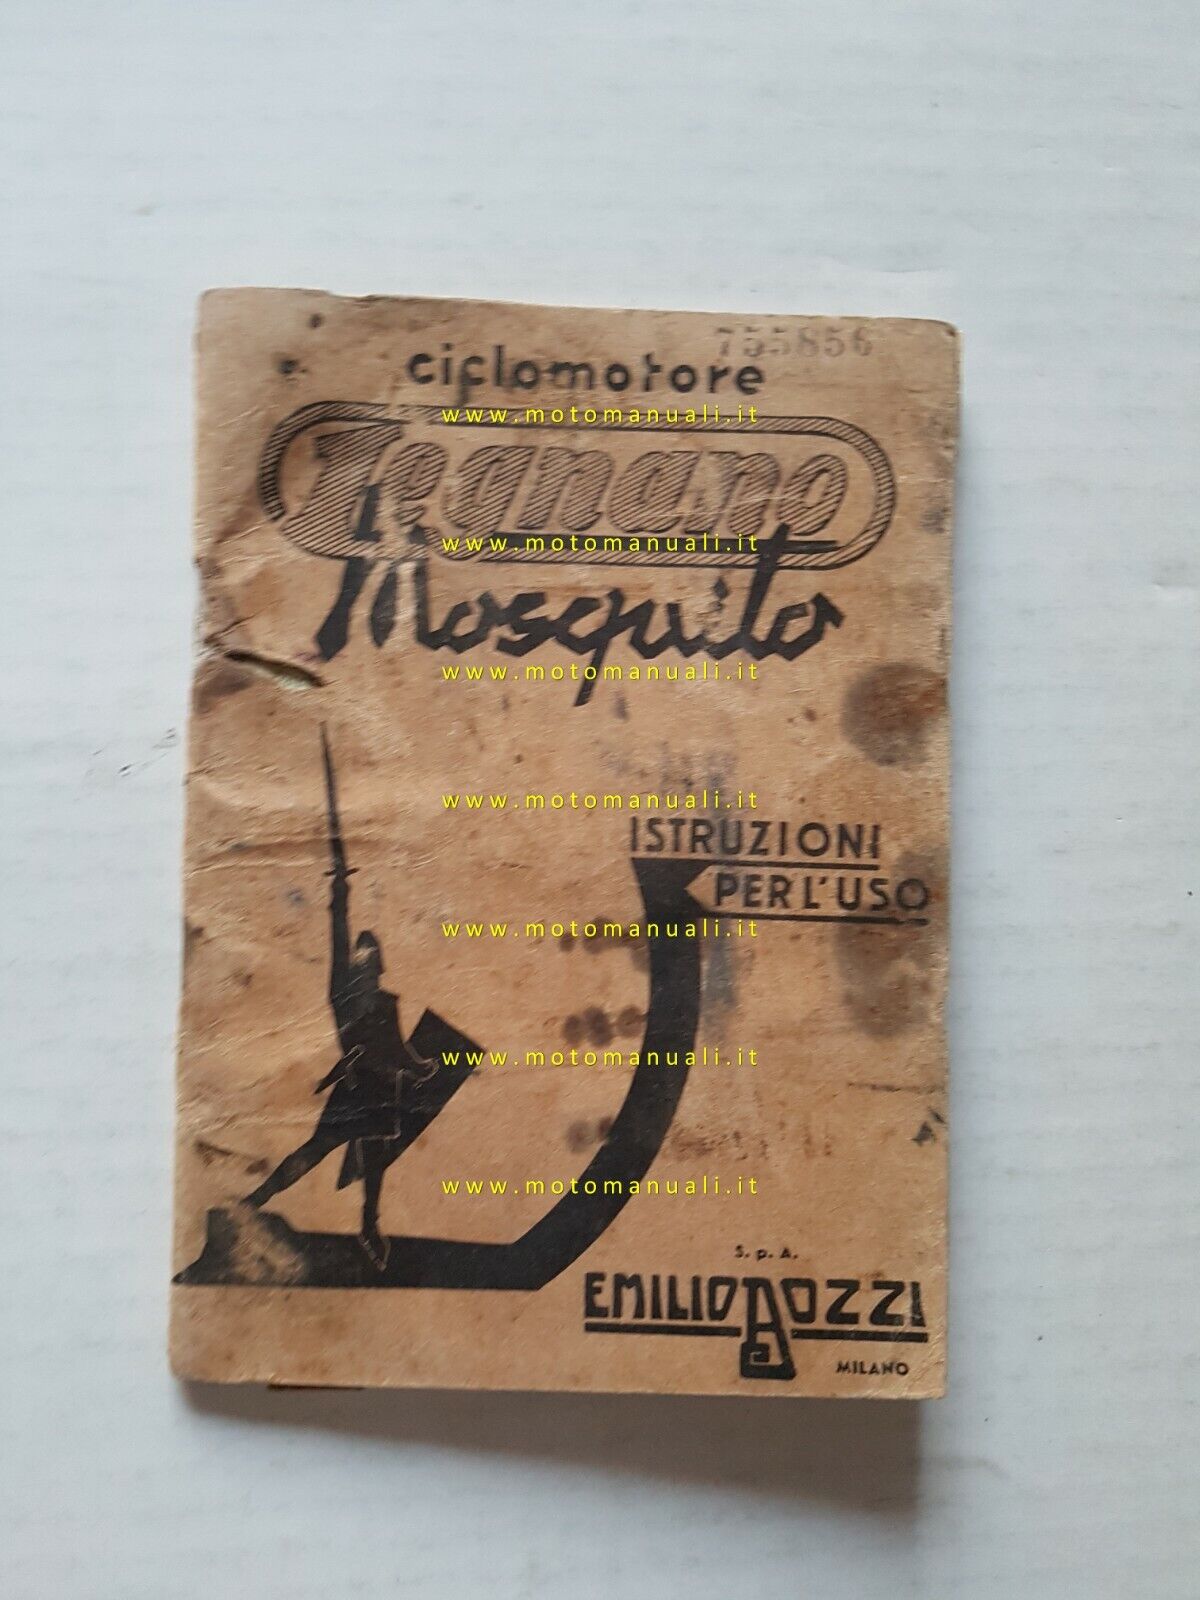 755856
ciclomotore
www.motomanuali.it
Legnano
www.motomanuali.it
Mosquito
www.motomanuali.it
www.motomanuali.it
ISTRUZIONI
PER L'USO
www.motomanuali.it
www.motomanuali.it
www.motomanuali.it
S.p.A.
EMILIO BOZZI
MILANO